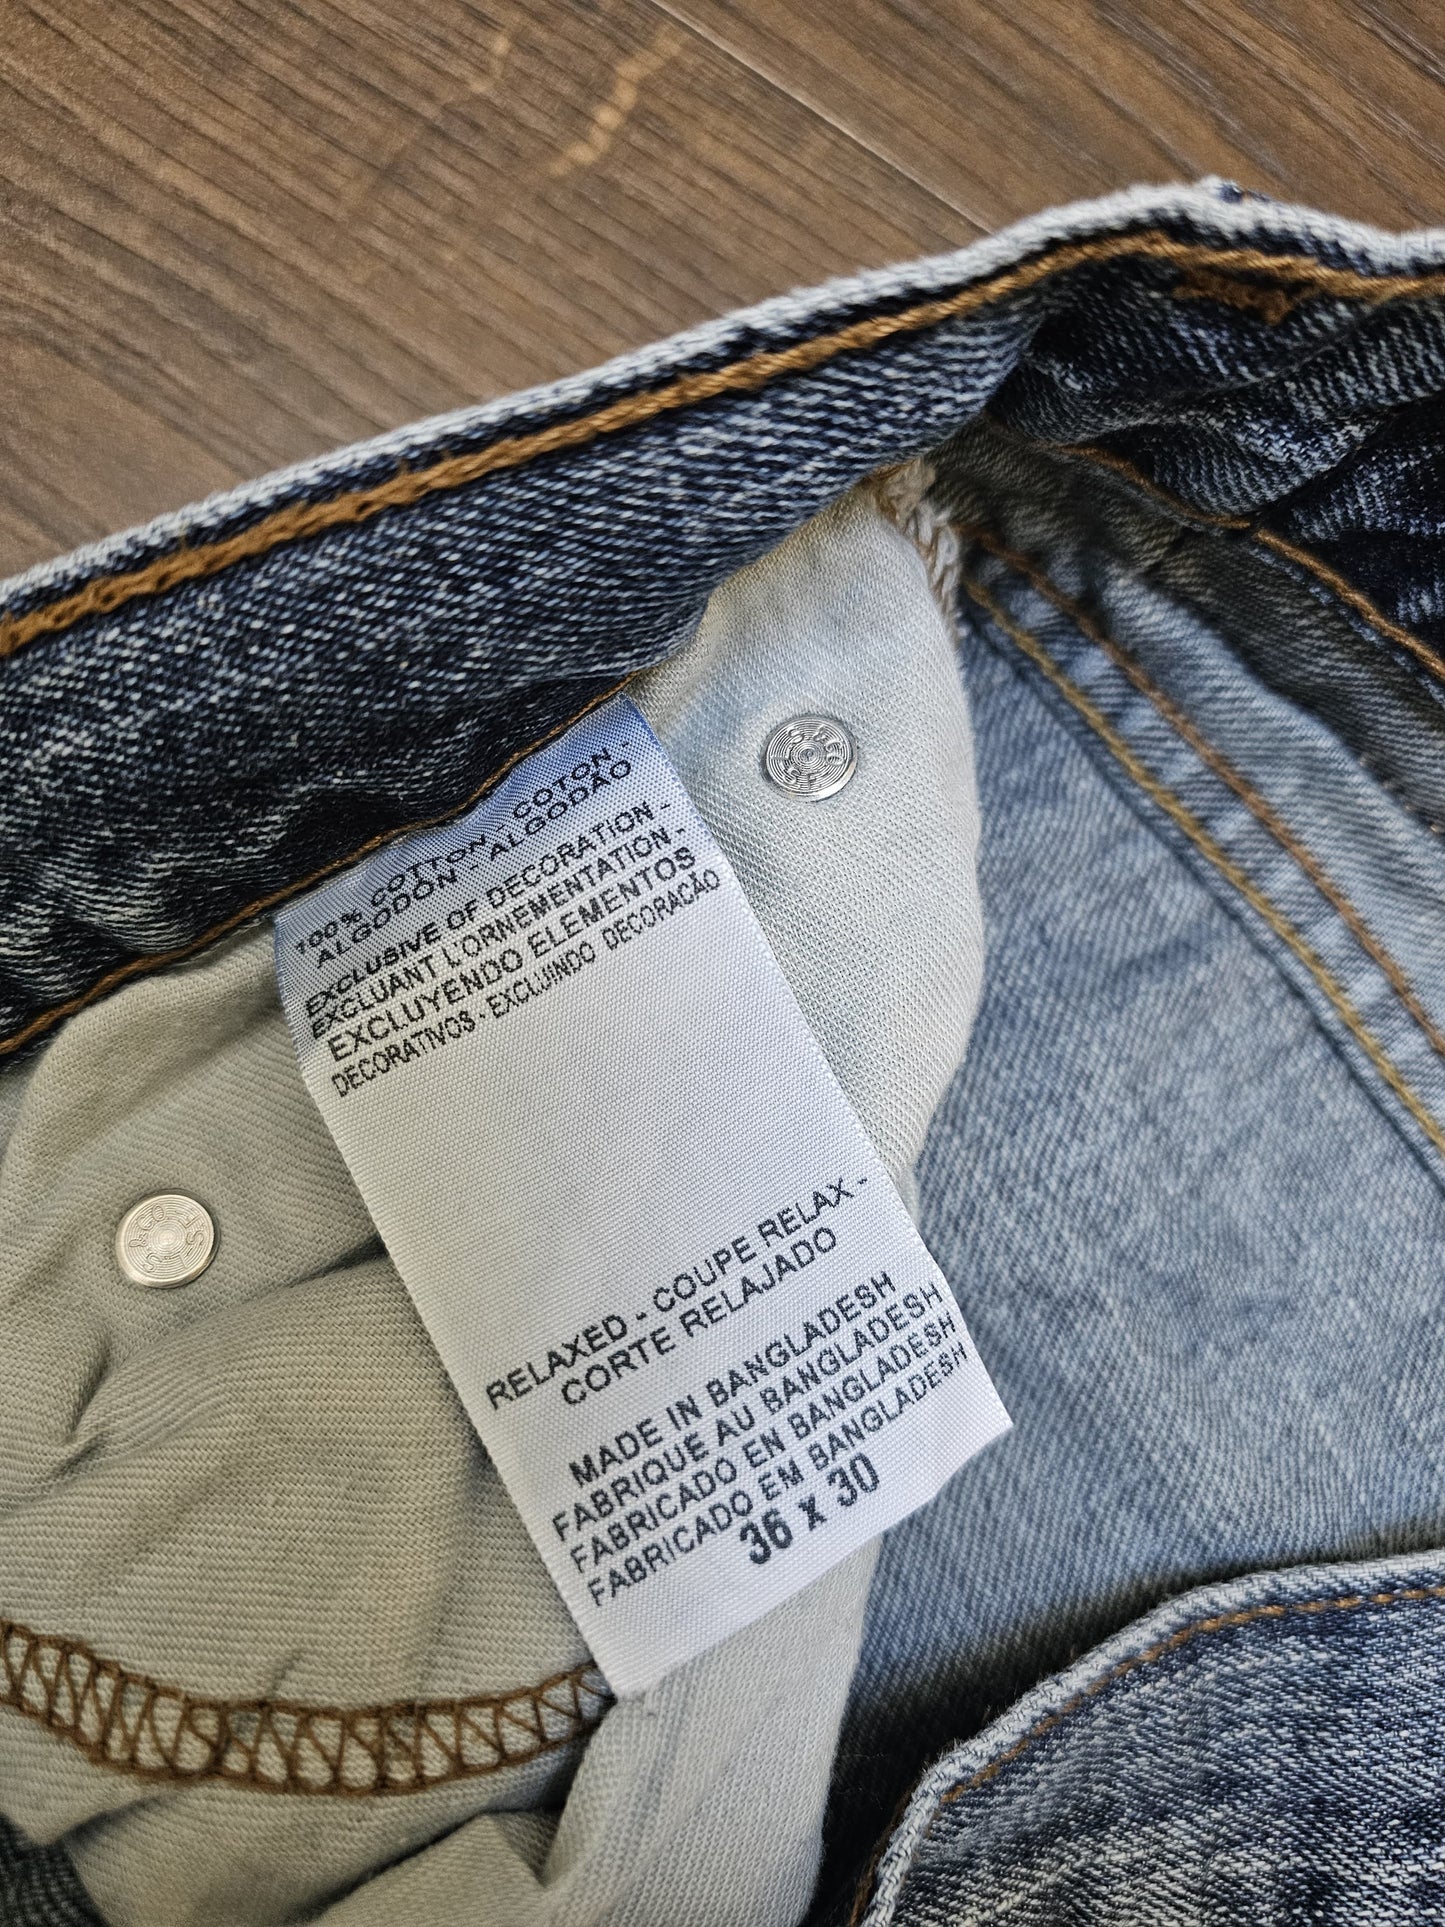 100% COTTON - COTON -
ALGODON - ALGODÃO
EXCLUSIVE OF DECORATION -
EXCLUANT L'ORNEMENTATION -
EXCLUYENDO ELEMENTOS
DECORATIVOS - EXCLUINDO DECORACÃO
RELAXED - COUPE RELAX -
CORTE RELAJADO
MADE IN BANGLADESH
FABRIQUE AU BANGLADESH
FABRICADO EN BANGLADESH
FABRICADO EM BANGLADESH
36 x 30